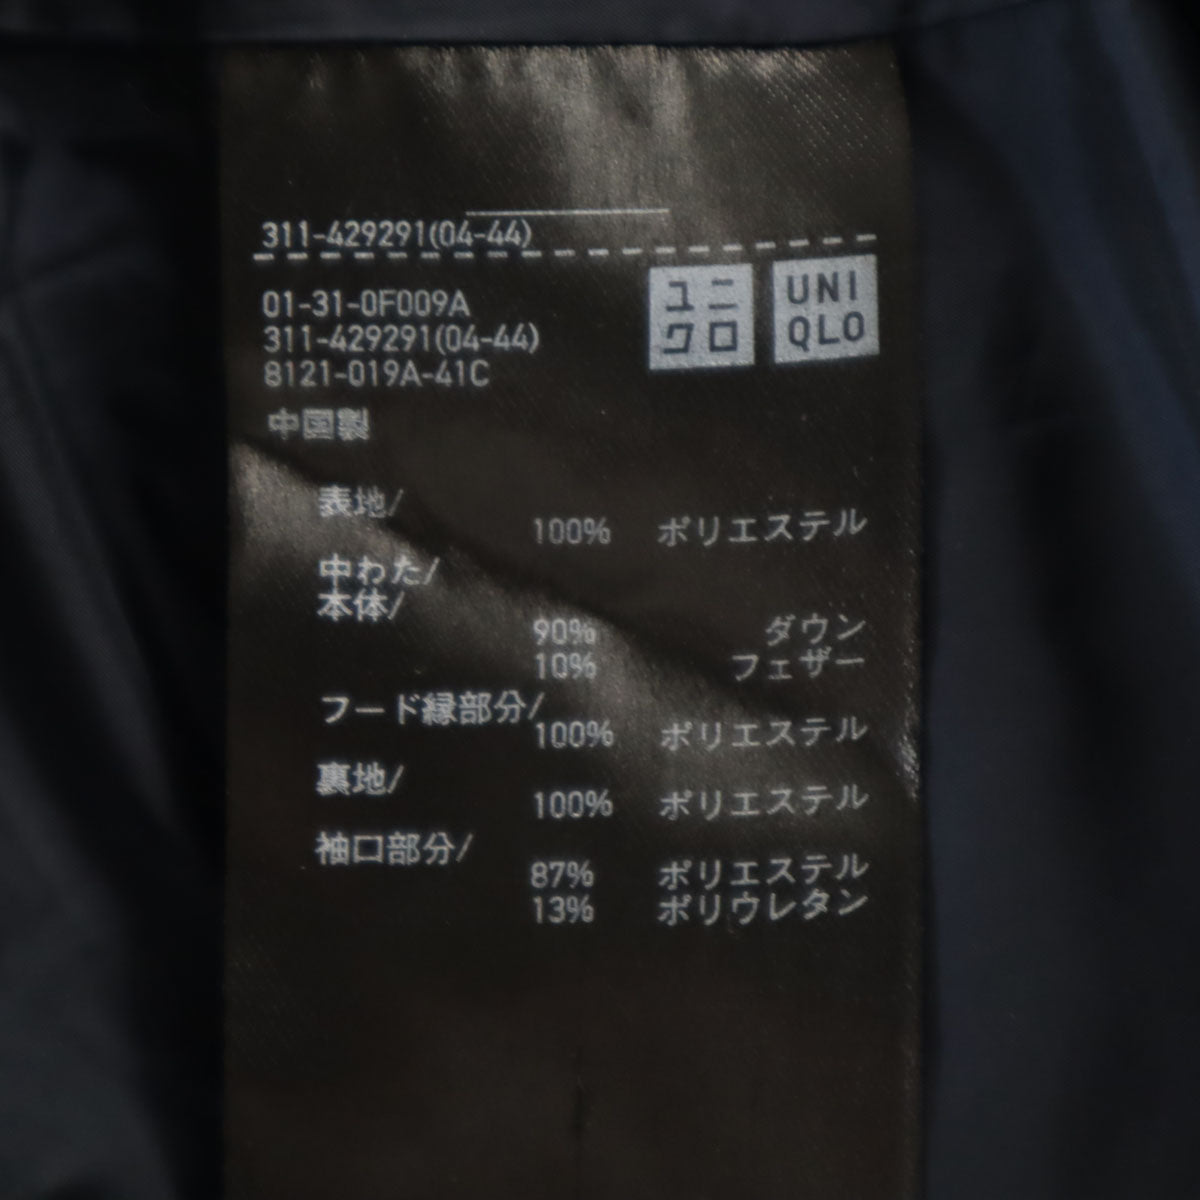 311-429291(04-44)
01-31-0F009A
311-429291(04-44)
8121-019A-41C
ユニ
クロ
UNI
QLO
中国製
表地/
100% ポリエステル
中わた/
本体/
90% ダウン
10% フェザー
フード縁部分/
100% ポリエステル
裏地/
100% ポリエステル
袖口部分/
87% ポリエステル
13% ポリウレタン